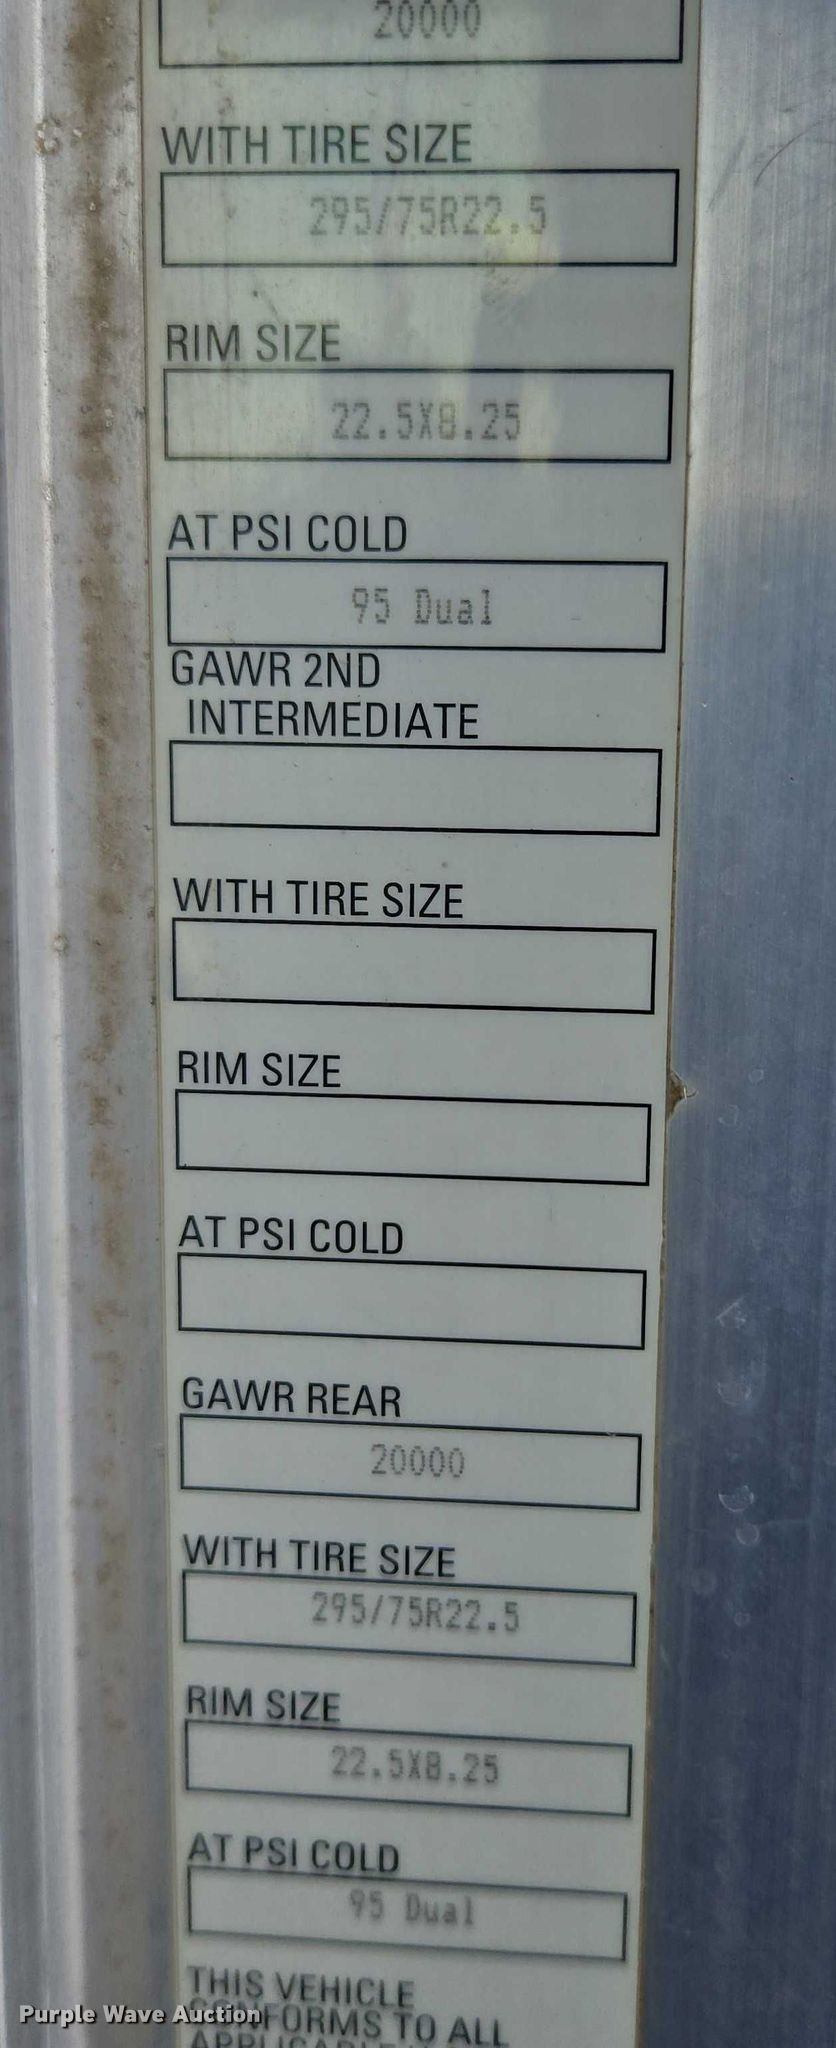 20000
WITH TIRE SIZE
295/75R22.5
RIM SIZE
22.5X8.25
AT PSI COLD
95 Dual
GAWR 2ND
INTERMEDIATE
WITH TIRE SIZE
RIM SIZE
AT PSI COLD
GAWR REAR
20000
WITH TIRE SIZE
295/75R22.5
RIM SIZE
22.5X8.25
AT PSI COLD
95 Dual
THIS VEHICLE
CONFORMS TO ALL
Purple Wave Auction